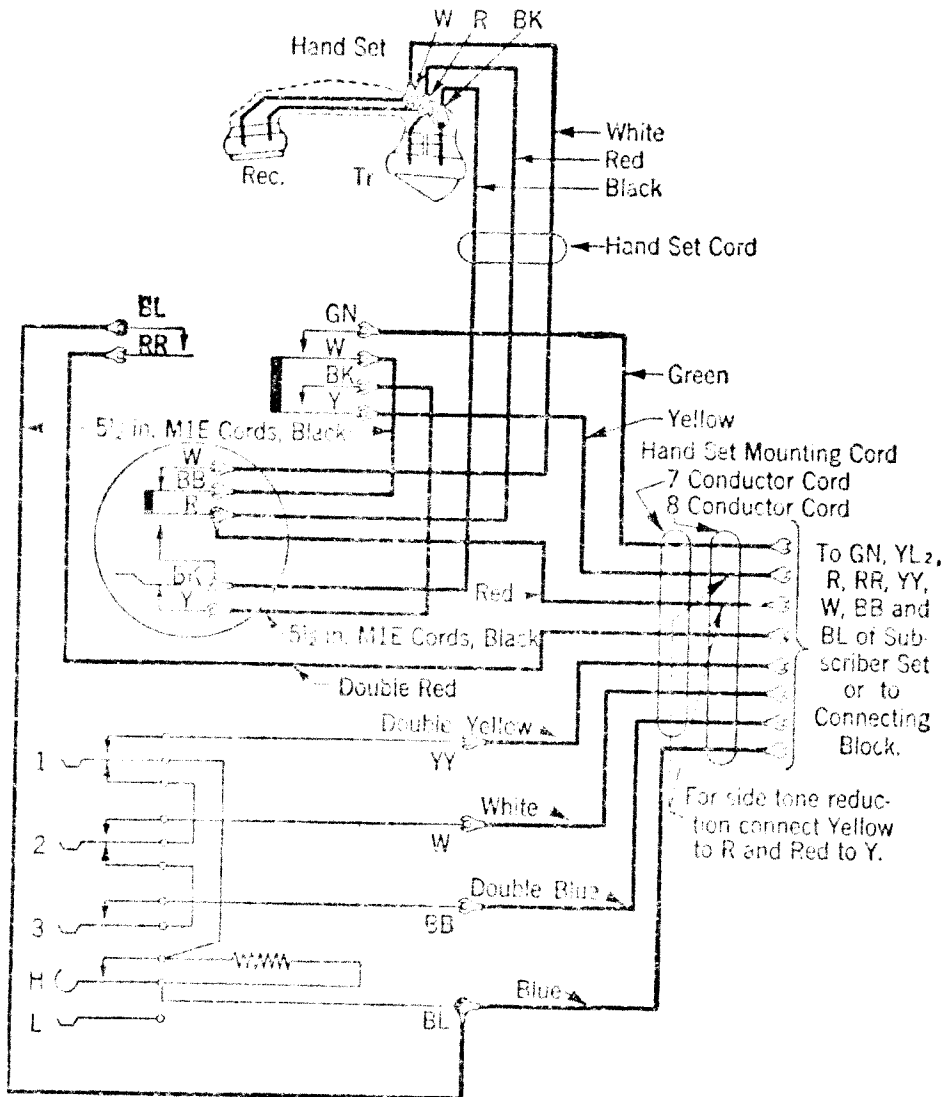 W R BK
Hand Set
White
Red
Rec.
Tr
Black
Hand Set Cord
BL
GN
RR
W
BK
Green
Y
Yellow
5½ in. M1E Cords, Black
Hand Set Mounting Cord
W
7 Conductor Cord
BB
8 Conductor Cord
R
To GN, YL2,
R, RR, YY,
W, BB and
BL of Sub-
scriber Set
or to
Connecting
Block.
BK
Red
Y
5½ in. M1E Cords, Black
Double Red
Double Yellow
1
YY
For side tone reduc-
tion connect Yellow
to R and Red to Y.
White
2
W
Double Blue
3
BB
H
Blue
L
BL